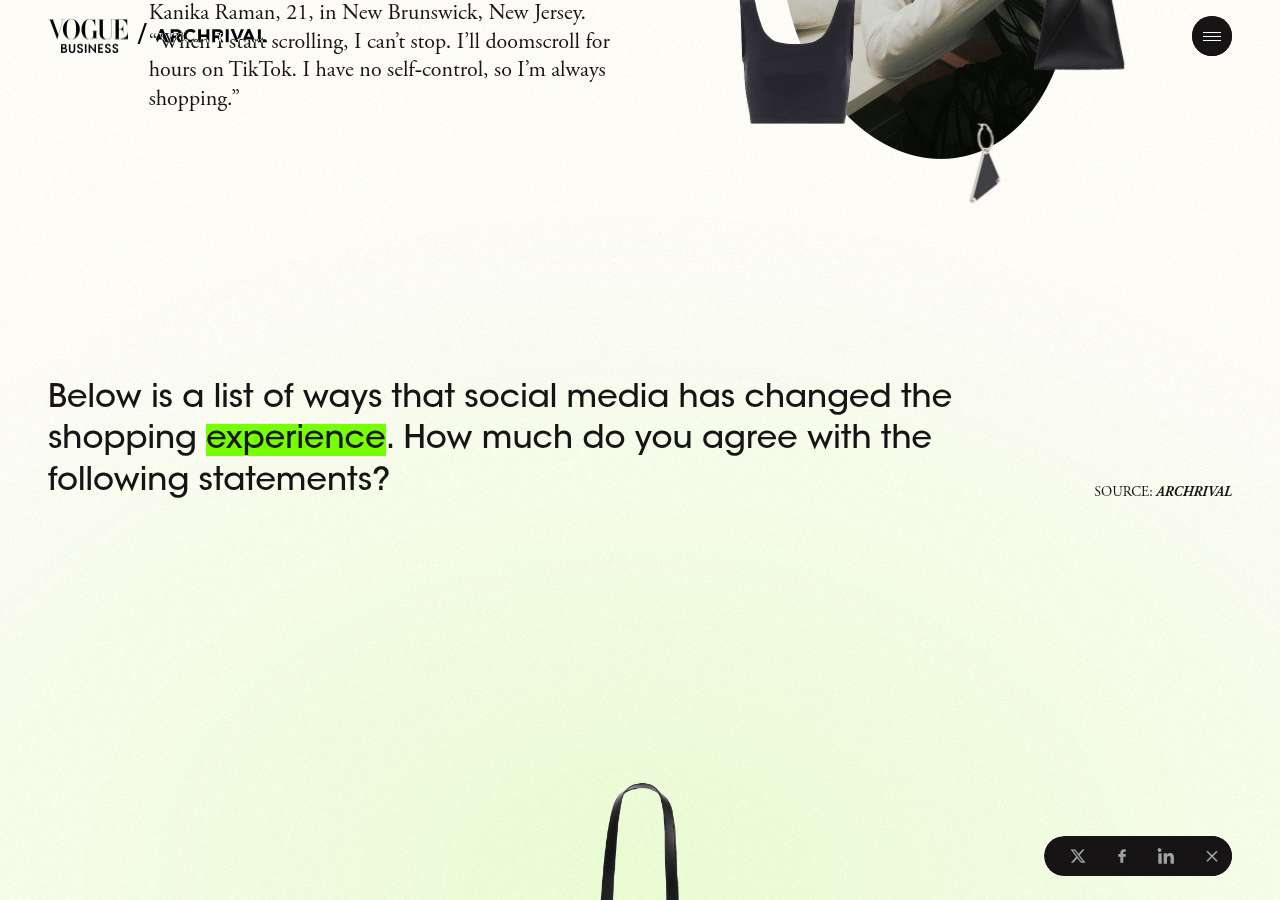 Kanika Raman, 21, in New Brunswick, New Jersey.
VOGUE BUSINESS / ARCHRIVAL
“When I start scrolling, I can’t stop. I’ll doomscroll for
hours on TikTok. I have no self-control, so I’m always
shopping.”
Below is a list of ways that social media has changed the
shopping experience. How much do you agree with the
following statements?
SOURCE: ARCHRIVAL